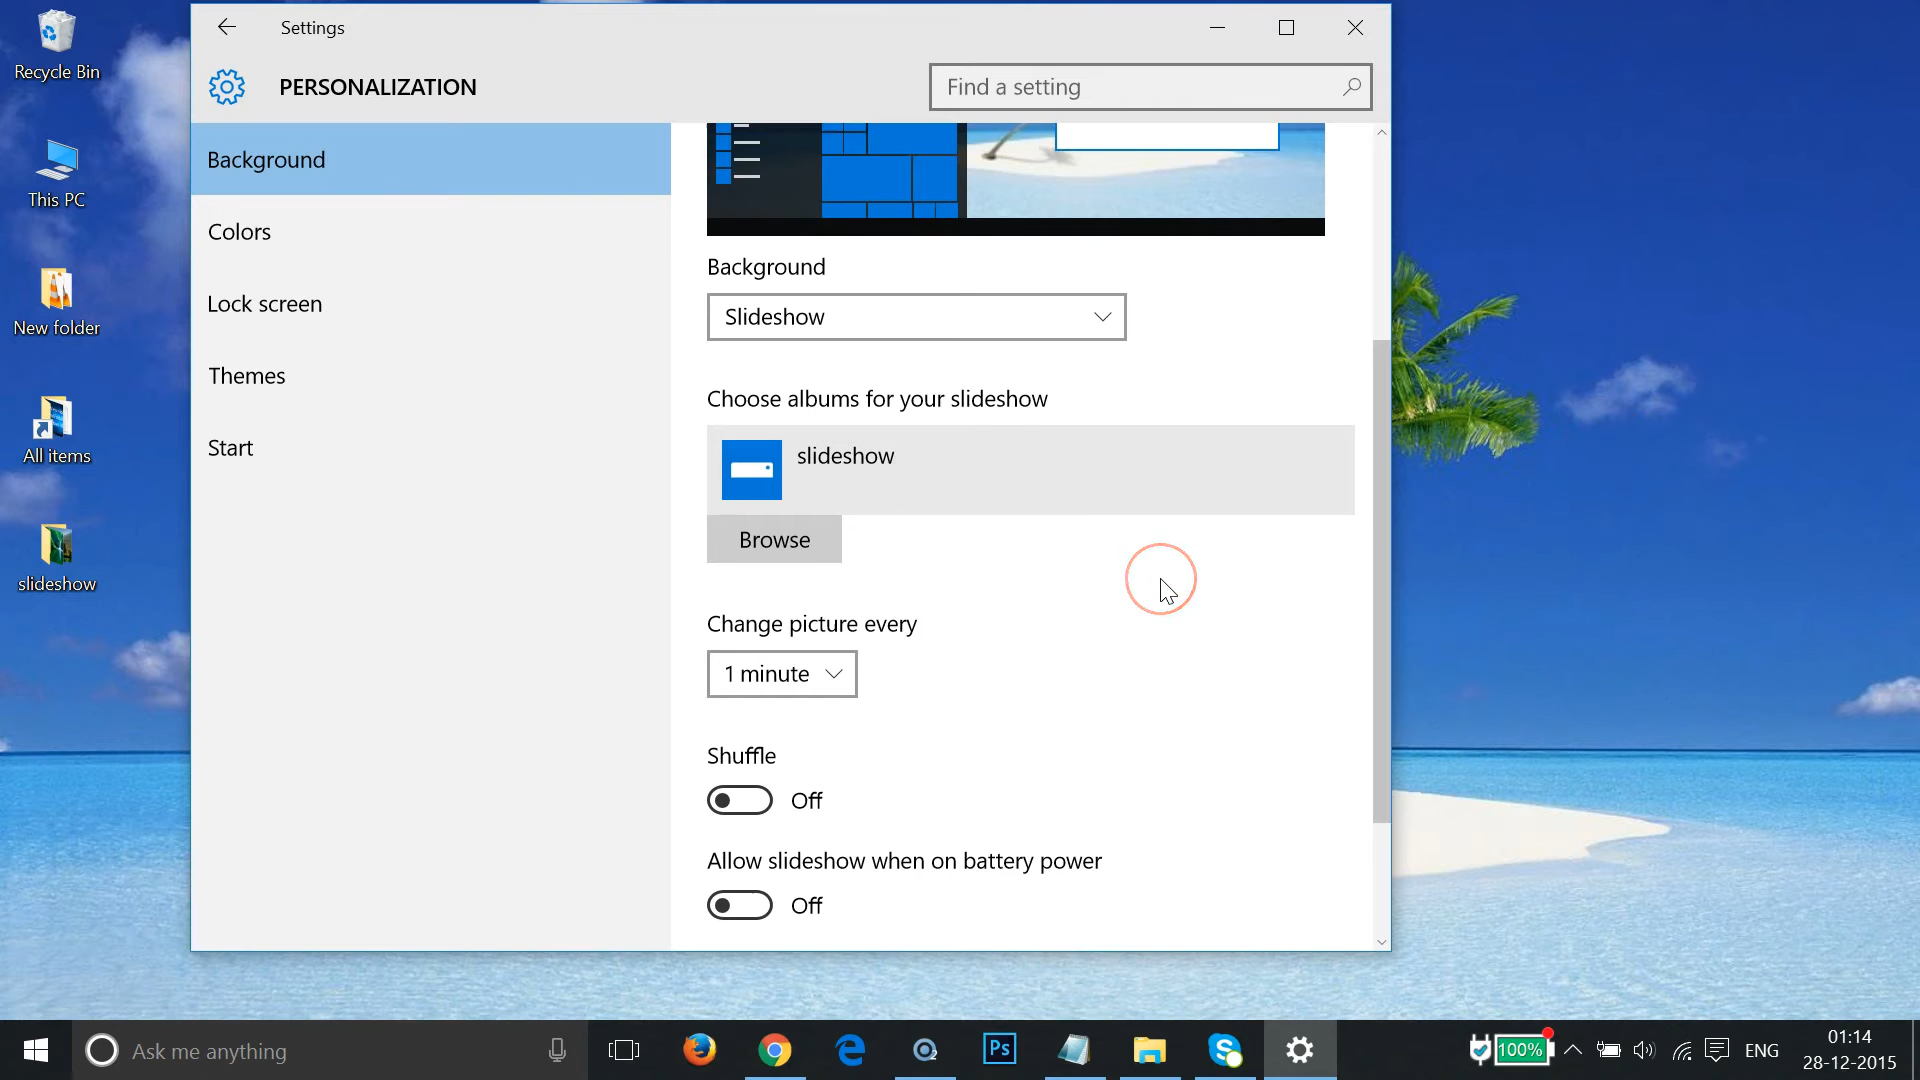 Recycle Bin
This PC
New folder
All items
slideshow
Settings
PERSONALIZATION
Find a setting
Background
Colors
Lock screen
Themes
Start
Background
Slideshow
Choose albums for your slideshow
slideshow
Browse
Change picture every
1 minute
Shuffle
Off
Allow slideshow when on battery power
Off
Ask me anything
2
Ps
S
100%
ENG
01:14
28-12-2015